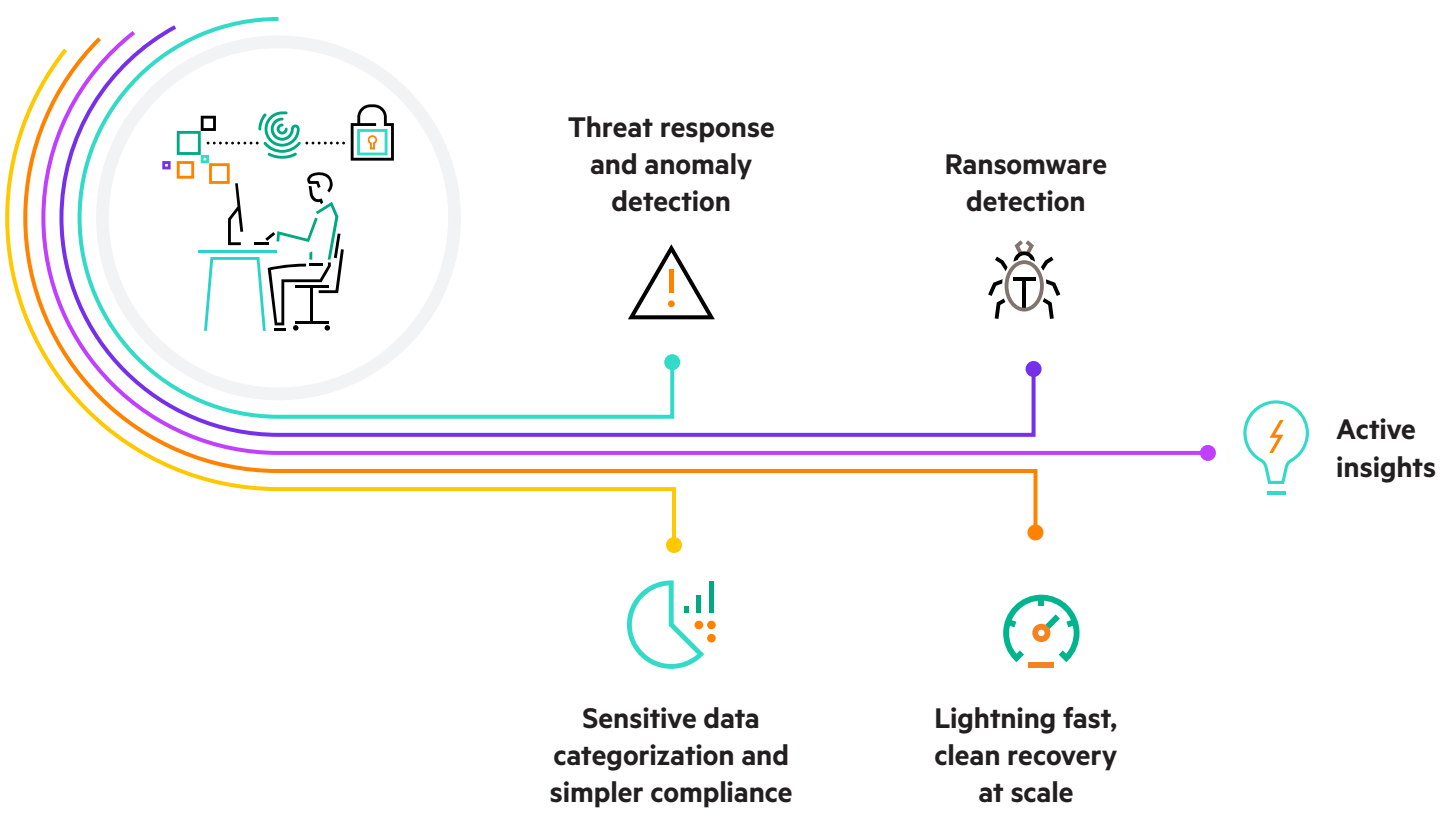 Threat response
and anomaly
detection
Ransomware
detection
Active
insights
Sensitive data
categorization and
simpler compliance
Lightning fast,
clean recovery
at scale